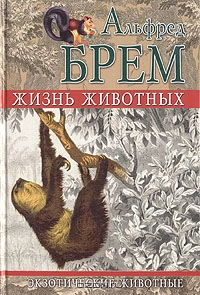 Альфред
БРЕМ
ЖИЗНЬ ЖИВОТНЫХ
ЭКЗОТИЧЕСКИЕ ЖИВОТНЫЕ